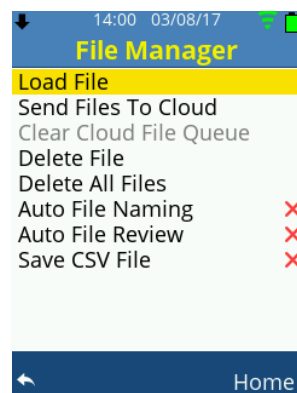 14:00 03/08/17
File Manager
Load File
Send Files To Cloud
Clear Cloud File Queue
Delete File
Delete All Files
Auto File Naming
Auto File Review
Save CSV File
Home